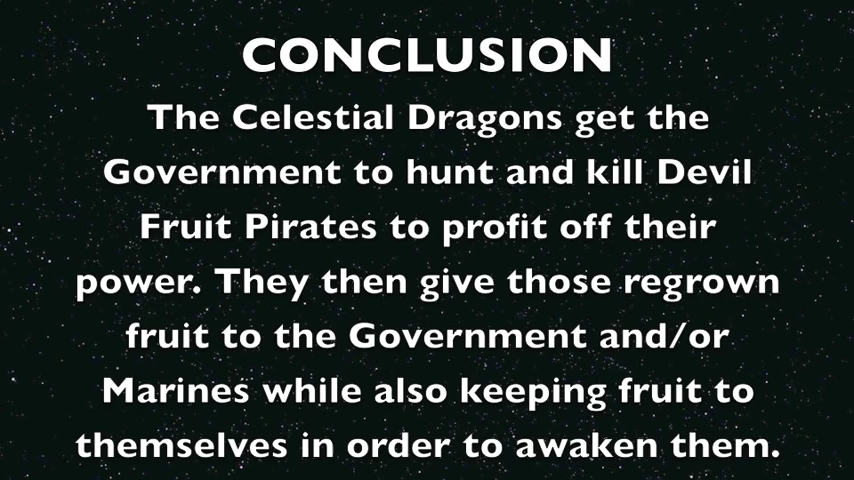 CONCLUSION
The Celestial Dragons get the
Government to hunt and kill Devil
Fruit Pirates to profit off their
power. They then give those regrown
fruit to the Government and/or
Marines while also keeping fruit to
themselves in order to awaken them.